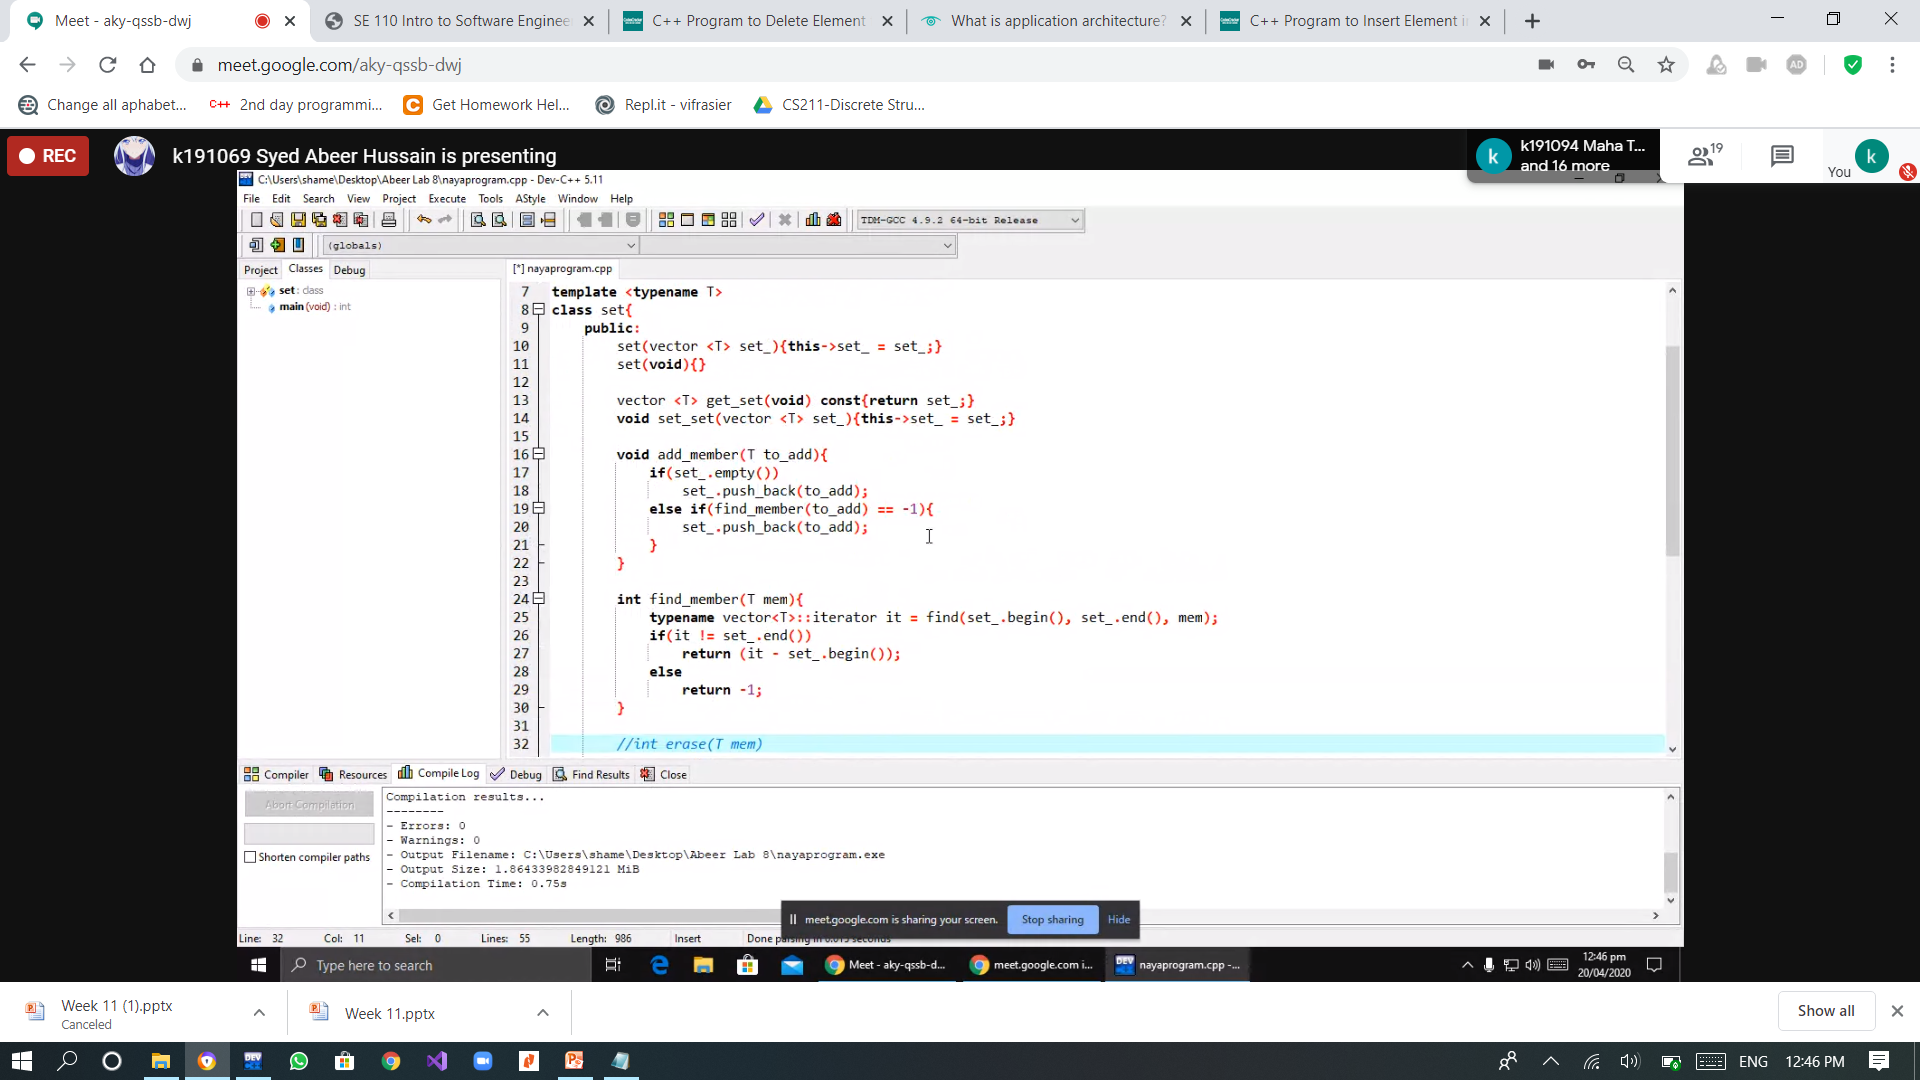 Meet - aky-qssb-dwj
SE 110 Intro to Software Enginee
C++ Program to Delete Element
What is application architecture?
C++ Program to Insert Element i
meet.google.com/aky-qssb-dwj
Change all aphabet...
C++ 2nd day programmi...
Get Homework Hel...
Repl.it - vifrasier
CS211-Discrete Stru...
REC
k191069 Syed Abeer Hussain is presenting
k
k191094 Maha T...
and 16 more
19
You
k
C:\Users\shame\Desktop\Abeer Lab 8\nayaprogram.cpp - Dev-C++ 5.11
File Edit Search View Project Execute Tools AStyle Window Help
TDM-GCC 4.9.2 64-bit Release
(globals)
Project Classes Debug
[*] nayaprogram.cpp
set : class
main (void) : int
7 template <typename T>
8 class set{
9 public:
10 set(vector <T> set_){this->set_ = set_;}
11 set(void){}
12
13 vector <T> get_set(void) const{return set_;}
14 void set_set(vector <T> set_){this->set_ = set_;}
15
16 void add_member(T to_add){
17 if(set_.empty())
18 set_.push_back(to_add);
19 else if(find_member(to_add) == -1){
20 set_.push_back(to_add);
21 }
22 }
23
24 int find_member(T mem){
25 typename vector<T>::iterator it = find(set_.begin(), set_.end(), mem);
26 if(it != set_.end())
27 return (it - set_.begin());
28 else
29 return -1;
30 }
31
32 //int erase(T mem)
Compiler Resources Compile Log Debug Find Results Close
Abort Compilation
Shorten compiler paths
Compilation results...
--------
- Errors: 0
- Warnings: 0
- Output Filename: C:\Users\shame\Desktop\Abeer Lab 8\nayaprogram.exe
- Output Size: 1.86433982849121 MiB
- Compilation Time: 0.75s
meet.google.com is sharing your screen. Stop sharing Hide
Line: 32 Col: 11 Sel: 0 Lines: 55 Length: 986 Insert Done parsing in 0.015 seconds
Type here to search
Meet - aky-qssb-d...
meet.google.com i...
DEV nayaprogram.cpp -...
12:46 pm
20/04/2020
Week 11 (1).pptx
Canceled
Week 11.pptx
Show all
DEV
ENG
12:46 PM